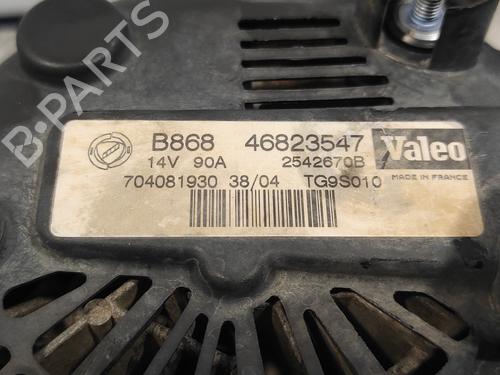 B-PARTS
B868 46823547
14V 90A 2542670B
Valeo
704081930 38/04 TG9S010
MADE IN FRANCE